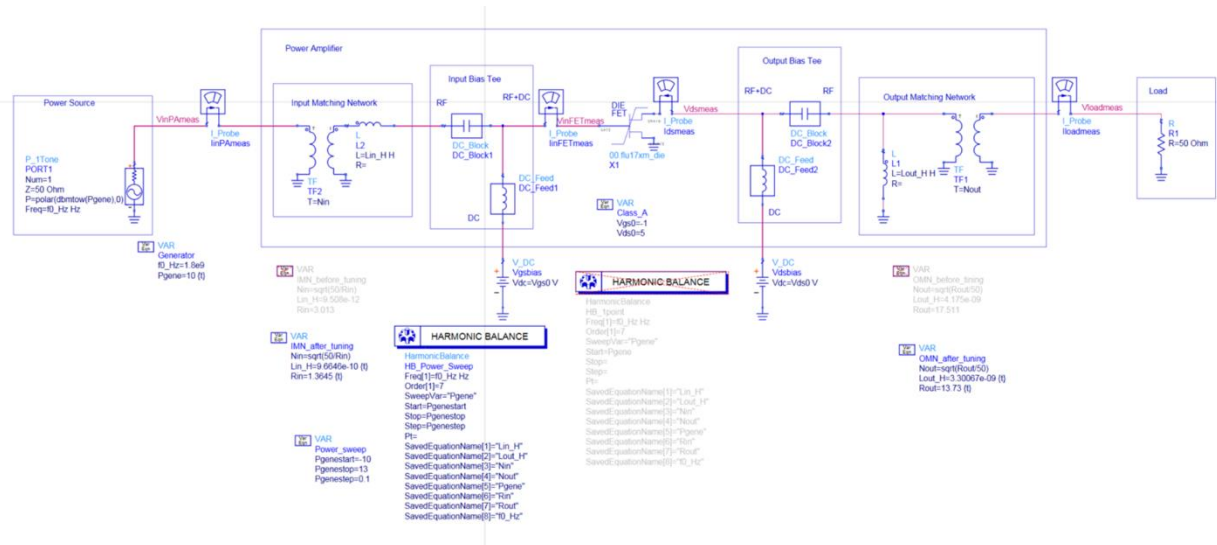 Power Amplifier
Power Source
VinPAmeas
I_Probe
IinPAmeas
P_1Tone
PORT1
Num=1
Z=50 Ohm
P=polar(dbmtow(Pgene),0)
Freq=f0_Hz Hz
VAR
Generator
f0_Hz=1.8e9
Pgene=10 {t}
Input Matching Network
TF
TF2
T=Nin
L
L2
L=Lin_H H
R=
Input Bias Tee
RF
RF+DC
DC_Block
DC_Block1
DC_Feed
DC_Feed1
DC
VinFETmeas
I_Probe
IinFETmeas
DIE
FET
00.flu17xm_die
X1
I_Probe
Idsmeas
Vdsmeas
VAR
Class_A
Vgs0=-1
Vds0=5
Output Bias Tee
RF+DC
RF
DC_Block
DC_Block2
DC_Feed
DC_Feed2
DC
Output Matching Network
L
L1
L=Lout_H H
R=
TF
TF1
T=Nout
Vloadmeas
I_Probe
Iloadmeas
Load
R
R1
R=50 Ohm
VAR
IMN_before_tuning
Nin=sqrt(50/Rin)
Lin_H=9.508e-12
Rin=3.013
VAR
IMN_after_tuning
Nin=sqrt(50/Rin)
Lin_H=9.6646e-10 {t}
Rin=1.3645 {t}
VAR
Power_sweep
Pgenestart=-10
Pgenestop=13
Pgenestep=0.1
V_DC
Vgsbias
Vdc=Vgs0 V
HARMONIC BALANCE
HarmonicBalance
HB_Power_Sweep
Freq[1]=f0_Hz Hz
Order[1]=7
SweepVar="Pgene"
Start=Pgenestart
Stop=Pgenestop
Step=Pgenestep
Pt=
SavedEquationName[1]="Lin_H"
SavedEquationName[2]="Lout_H"
SavedEquationName[3]="Nin"
SavedEquationName[4]="Nout"
SavedEquationName[5]="Pgene"
SavedEquationName[6]="Rin"
SavedEquationName[7]="Rout"
SavedEquationName[8]="f0_Hz"
HARMONIC BALANCE
HarmonicBalance
HB_1point
Freq[1]=f0_Hz Hz
Order[1]=7
SweepVar="Pgene"
Start=Pgene
Stop=
Step=
Pt=
SavedEquationName[1]="Lin_H"
SavedEquationName[2]="Lout_H"
SavedEquationName[3]="Nin"
SavedEquationName[4]="Nout"
SavedEquationName[5]="Pgene"
SavedEquationName[6]="Rin"
SavedEquationName[7]="Rout"
SavedEquationName[8]="f0_Hz"
V_DC
Vdsbias
Vdc=Vds0 V
VAR
OMN_before_tuning
Nout=sqrt(Rout/50)
Lout_H=4.175e-09
Rout=17.511
VAR
OMN_after_tuning
Nout=sqrt(Rout/50)
Lout_H=3.30067e-09 {t}
Rout=13.73 {t}